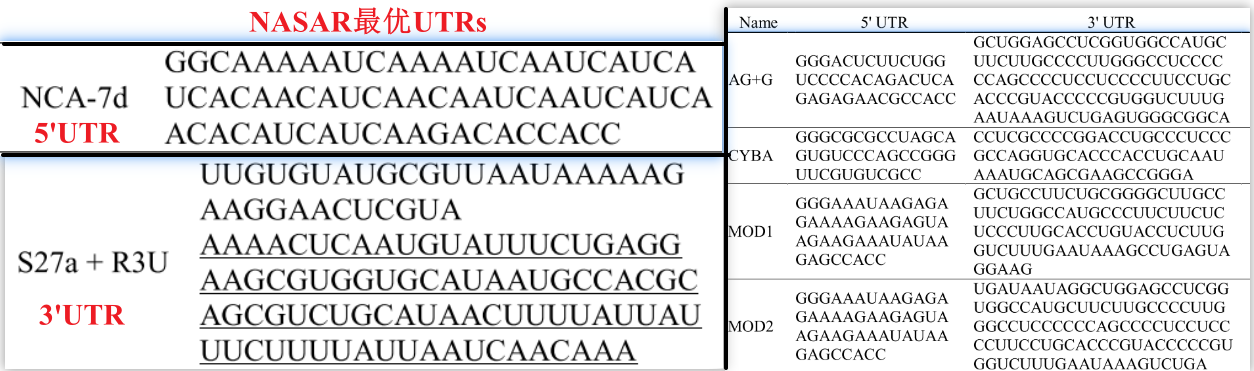 NASAR最优UTRs
NCA-7d
5'UTR
GGCAAAAAUCAAAAUCAAUCAUCA
UCACAACAUCAACAAUCAAUCAUCA
ACACAUCAUCAAGACACCACC
S27a + R3U
3'UTR
UUGUGUAUGCGUUAAUAAAAAG
AAGGAACUCGUA
AAAACUCAAUGUAUUUCUGAGG
AAGCGUGGUGCAUAAUGCCACGC
AGCGUCUGCAUAACUUUUAUUAU
UUCUUUUAUUAAUCAACAAA
Name 5' UTR 3' UTR
AG+G
GGGACUCUUCUGG
UCCCCACAGACUCA
GAGAGAACGCCACC
GCUGGAGCCUCGGUGGCCAUGC
UUCUUGCCCCUUGGGCCUCCCC
CCAGCCCCUCCUCCCCUUCCUGC
ACCCGUACCCCCGUGGUCUUUG
AAUAAAGUCUGAGUGGGCGGCA
CYBA
GGGCGCGCCUAGCA
GUGUCCCAGCCGGG
UUCGUGUCGCC
CCUCGCCCCGGACCUGCCCUCCC
GCCAGGUGCACCCACCUGCAAU
AAAUGCAGCGAAGCCGGGA
MOD1
GGGAAAUAAGAGA
GAAAAGAAGAGUA
AGAAGAAAUAUAA
GAGCCACC
GCUGCCUUCUGCGGGGCUUGCC
UUCUGGCCAUGCCCUUCUUCUC
UCCCUUGCACCUGUACCUCUUG
GUCUUUGAAUAAAGCCUGAGUA
GGAAG
MOD2
GGGAAAUAAGAGA
GAAAAGAAGAGUA
AGAAGAAAUAUAA
GAGCCACC
UGAUAAUAGGCUGGAGCCUCGG
UGGCCAUGCUUCUUGCCCCUUG
GGCCUCCCCCCAGCCCCUCCUCC
CCUUCCUGCACCCGUACCCCCGU
GGUCUUUGAAUAAAGUCUGA